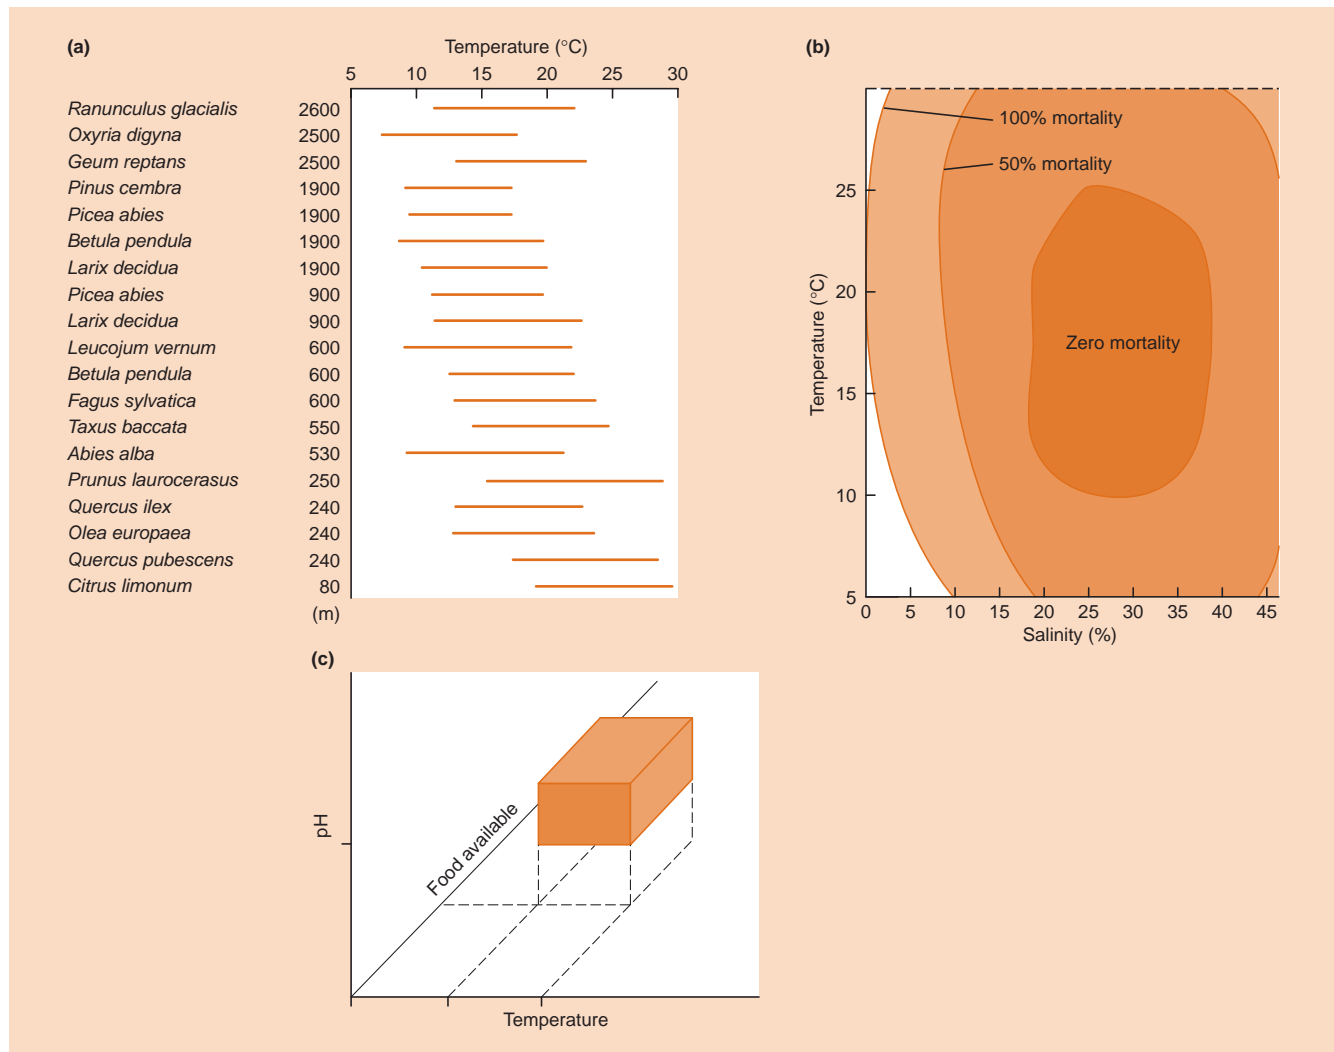 (a)
Temperature (°C)
5 10 15 20 25 30
Ranunculus glacialis 2600
Oxyria digyna 2500
Geum reptans 2500
Pinus cembra 1900
Picea abies 1900
Betula pendula 1900
Larix decidua 1900
Picea abies 900
Larix decidua 900
Leucojum vernum 600
Betula pendula 600
Fagus sylvatica 600
Taxus baccata 550
Abies alba 530
Prunus laurocerasus 250
Quercus ilex 240
Olea europaea 240
Quercus pubescens 240
Citrus limonum 80
(m)
(b)
100% mortality
50% mortality
Zero mortality
Temperature (°C)
25
20
15
10
5
0 5 10 15 20 25 30 35 40 45
Salinity (%)
(c)
pH
Food available
Temperature